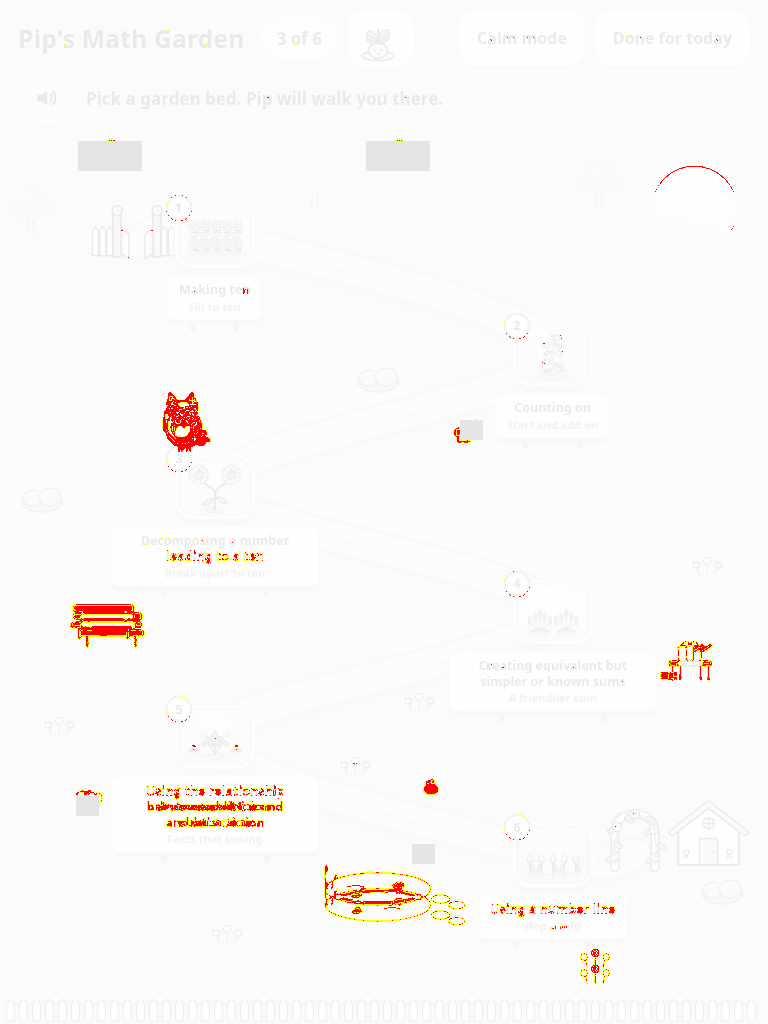 Pip's Math Garden
3 of 6
Calm mode
Done for today
Pick a garden bed. Pip will walk you there.
1
Making ten
Fill to ten
2
Counting on
Start and add on
3
Decomposing a number
leading to a ten
Break apart to ten
4
Creating equivalent but
simpler or known sums
A friendlier sum
5
Using the relationship
Facts that belong
6
Using a number line